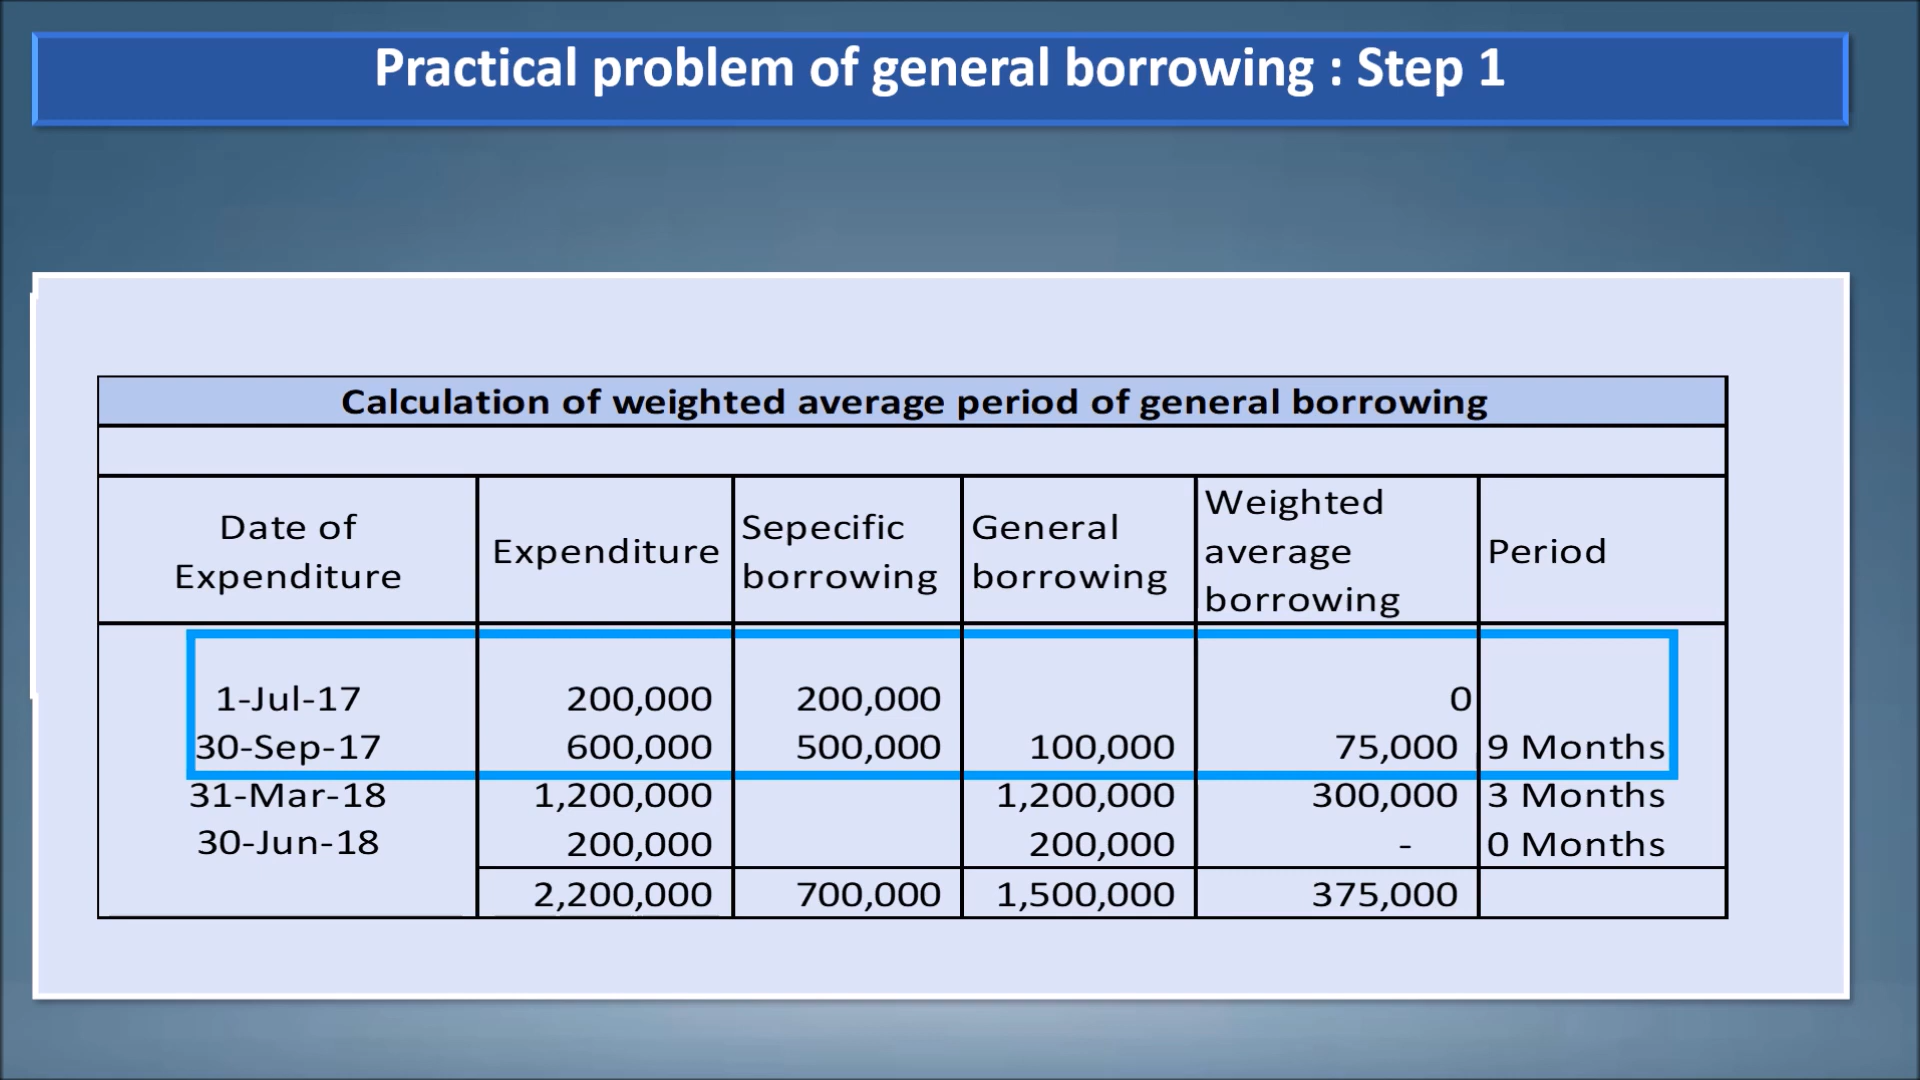 Practical problem of general borrowing : Step 1
Calculation of weighted average period of general borrowing
Date of Expenditure Expenditure Sepecific borrowing General borrowing Weighted average borrowing Period
1-Jul-17 200,000 200,000 0
30-Sep-17 600,000 500,000 100,000 75,000 9 Months
31-Mar-18 1,200,000 1,200,000 300,000 3 Months
30-Jun-18 200,000 200,000 - 0 Months
2,200,000 700,000 1,500,000 375,000